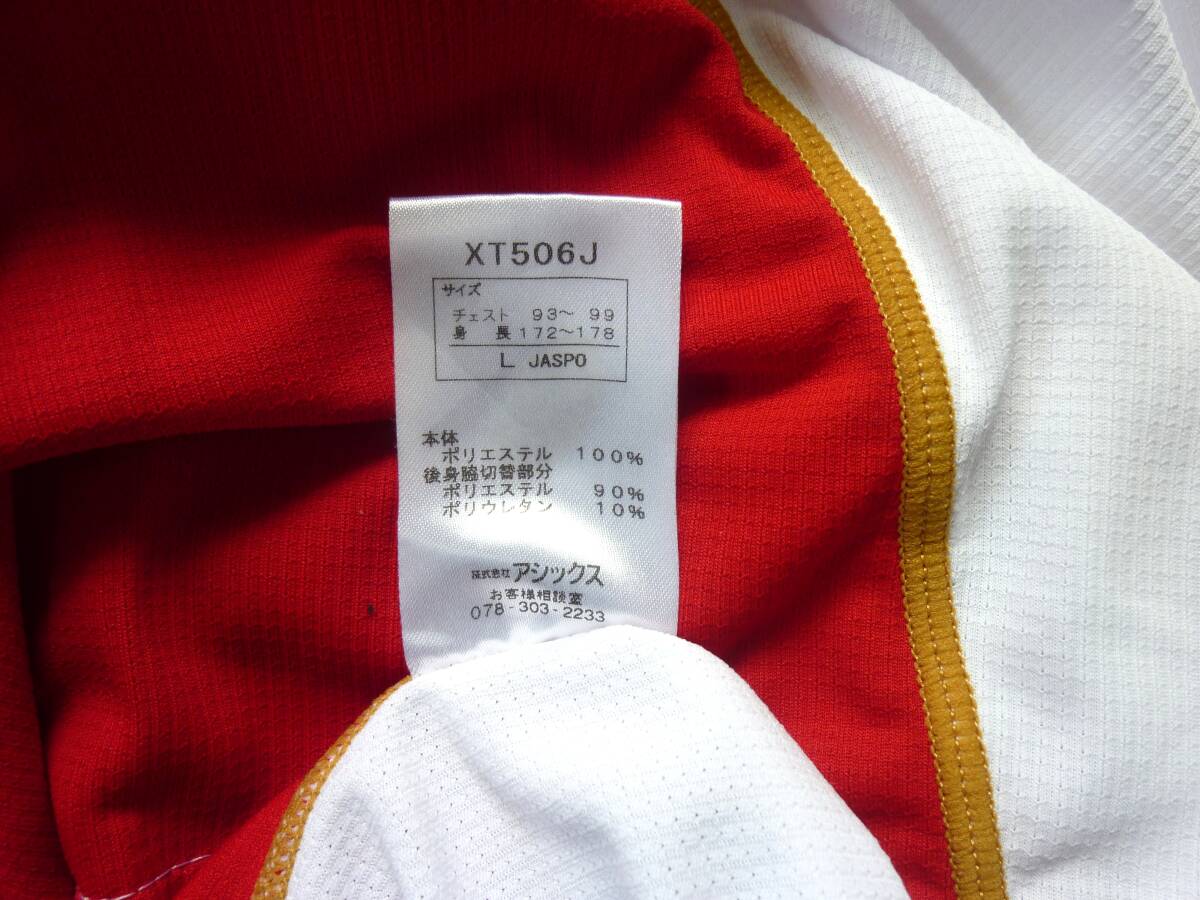 XT506J
サイズ
チェスト 93〜 99
身 長 172〜178
L JASPO
本体
ポリエステル 100%
後身脇切替部分
ポリエステル 90%
ポリウレタン 10%
株式会社 アシックス
お客様相談室
078-303-2233